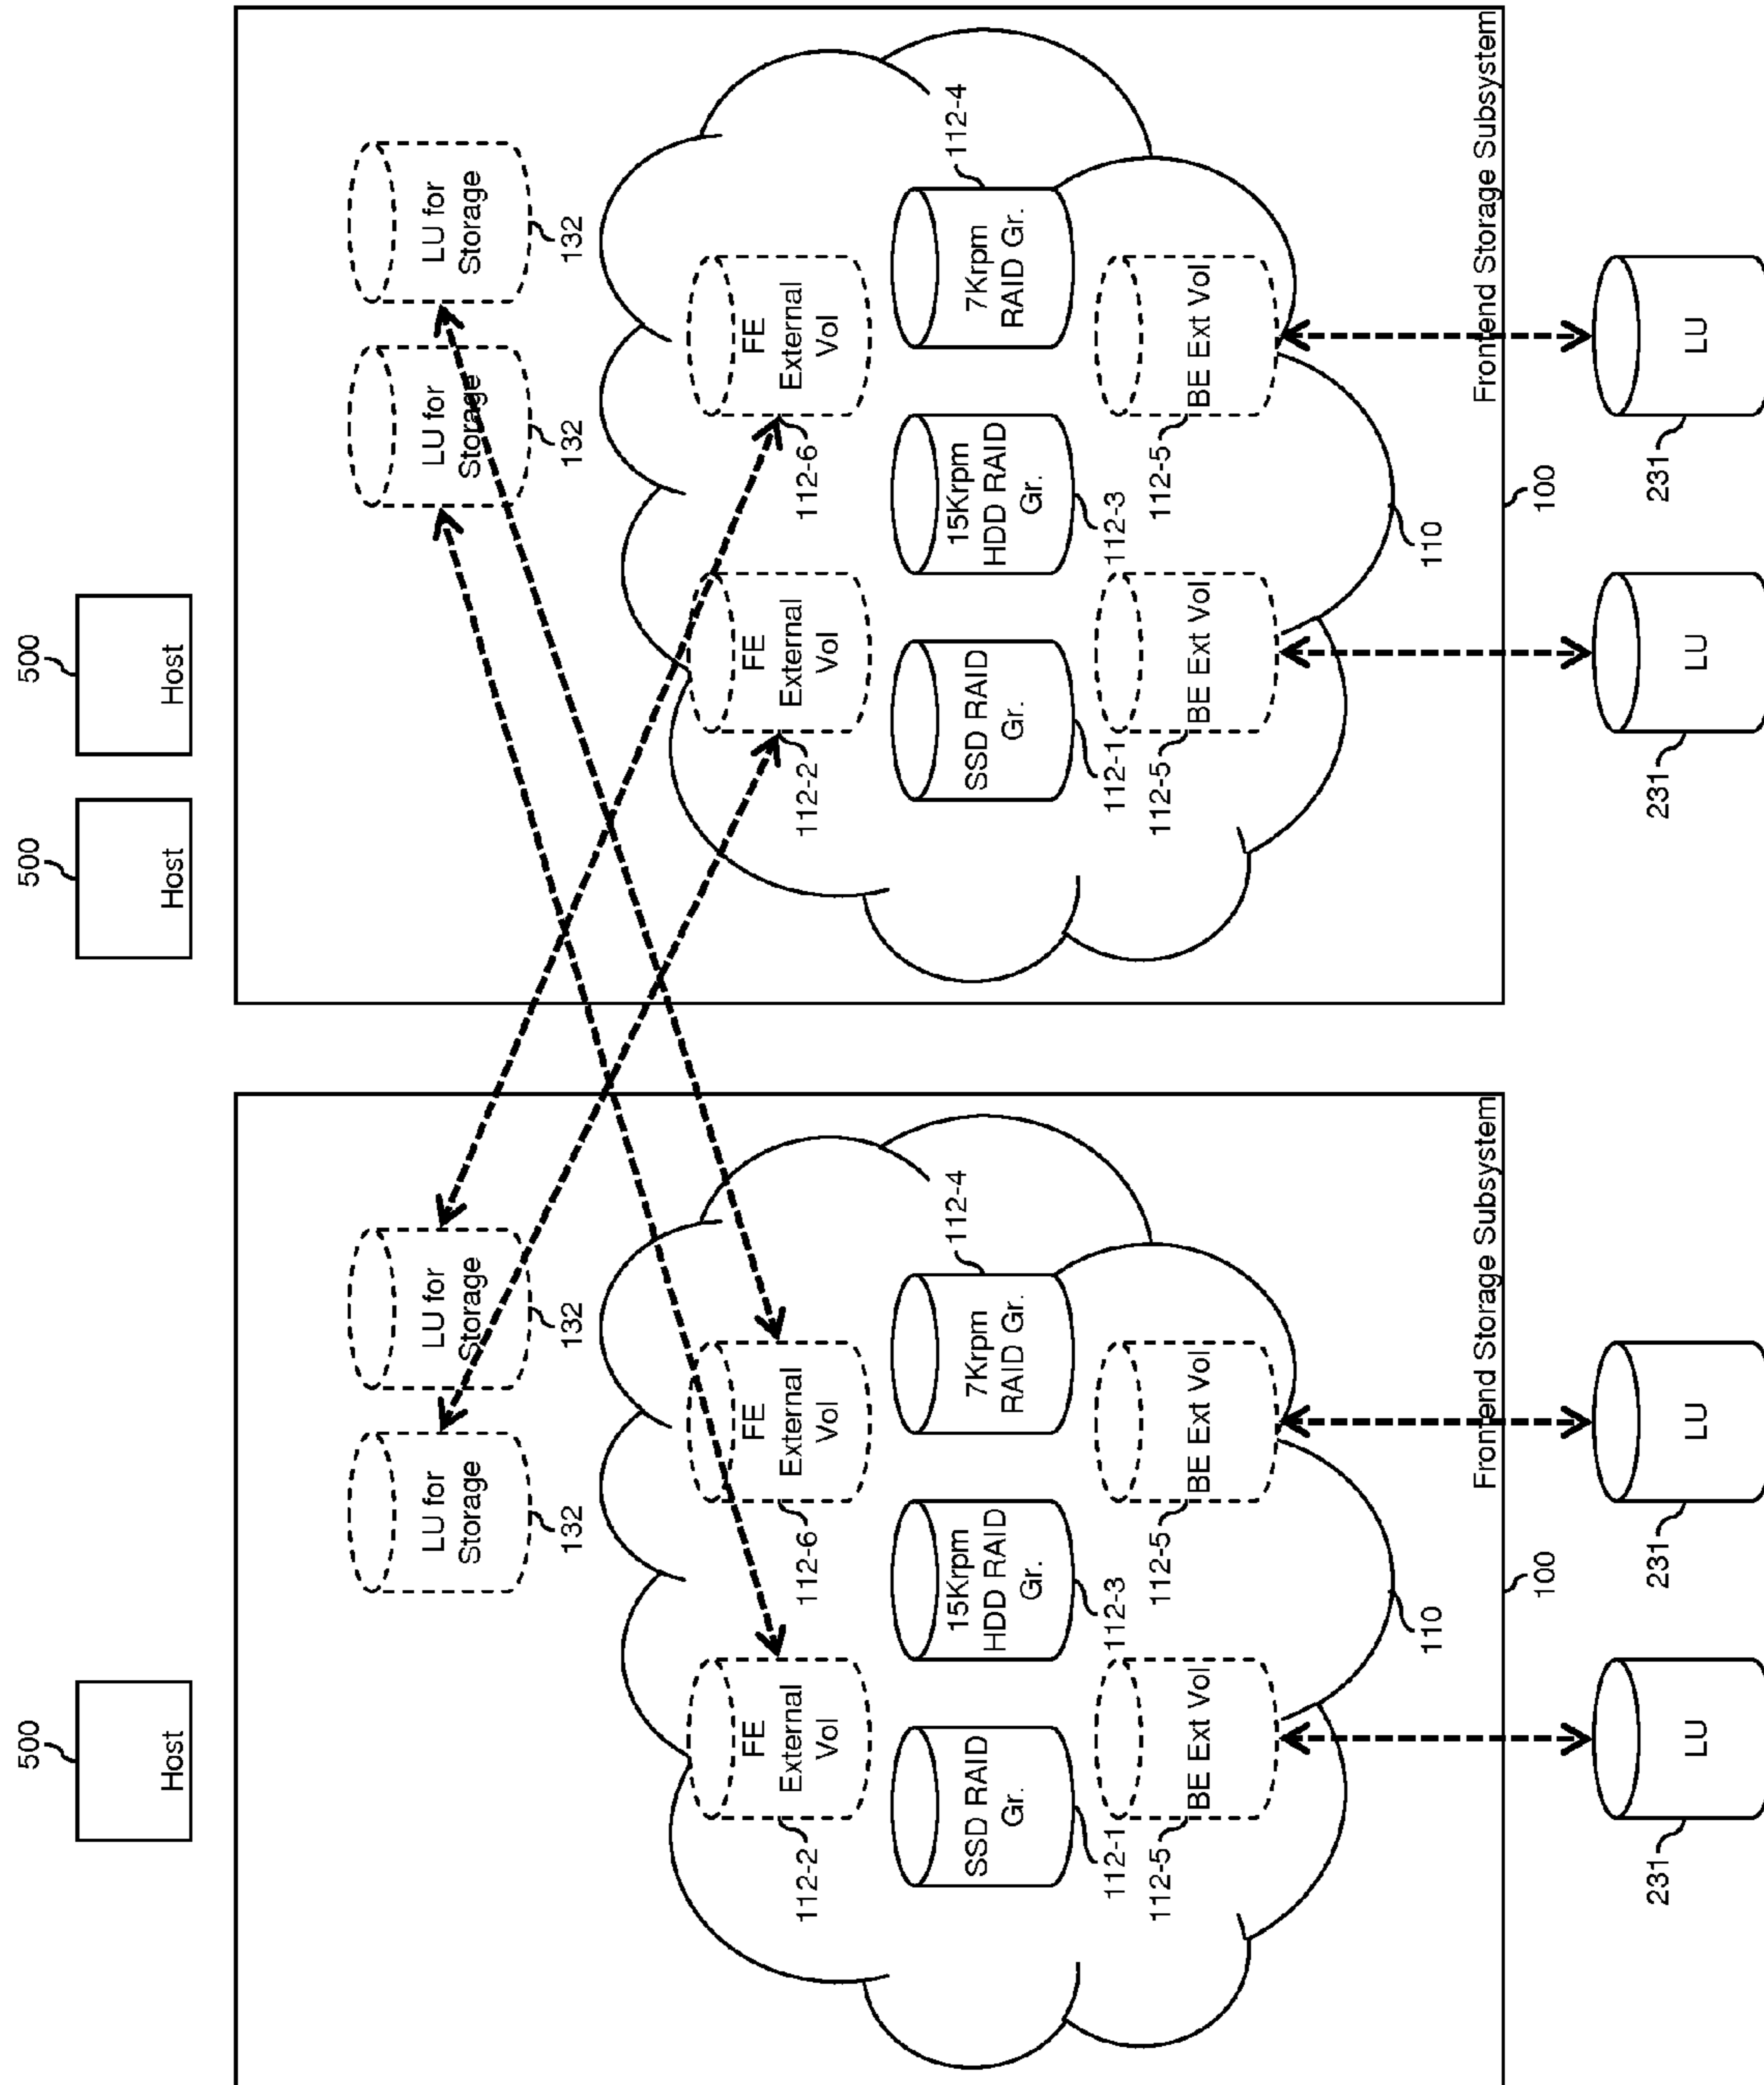 500
Host
500
Host
500
Host
LU for
Storage
132
LU for
Storage
132
FE
External
Vol
112-2
FE
External
Vol
112-6
SSD RAID
Gr.
112-1
15Krpm
HDD RAID
Gr.
112-3
7Krpm
RAID Gr.
112-4
BE Ext Vol
112-5
BE Ext Vol
112-5
110
Frontend Storage Subsystem
100
LU
231
LU
231
LU for
Storage
132
LU for
Storage
132
FE
External
Vol
112-2
FE
External
Vol
112-6
SSD RAID
Gr.
112-1
15Krpm
HDD RAID
Gr.
112-3
7Krpm
RAID Gr.
112-4
BE Ext Vol
112-5
BE Ext Vol
112-5
110
Frontend Storage Subsystem
100
LU
231
LU
231